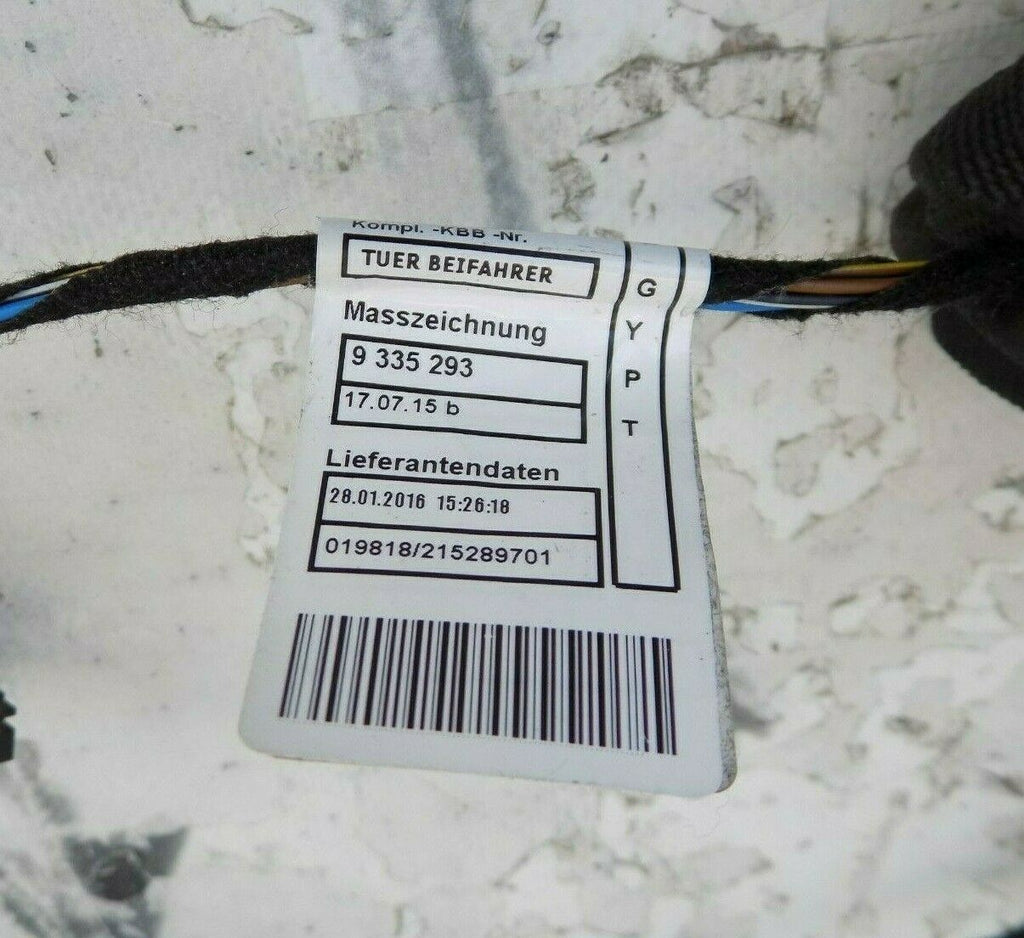 Kompl. -KBB -Nr.
TUER BEIFAHRER
Masszeichnung
9 335 293
17.07.15 b
Lieferantendaten
28.01.2016 15:26:18
019818/215289701
G
Y
P
T